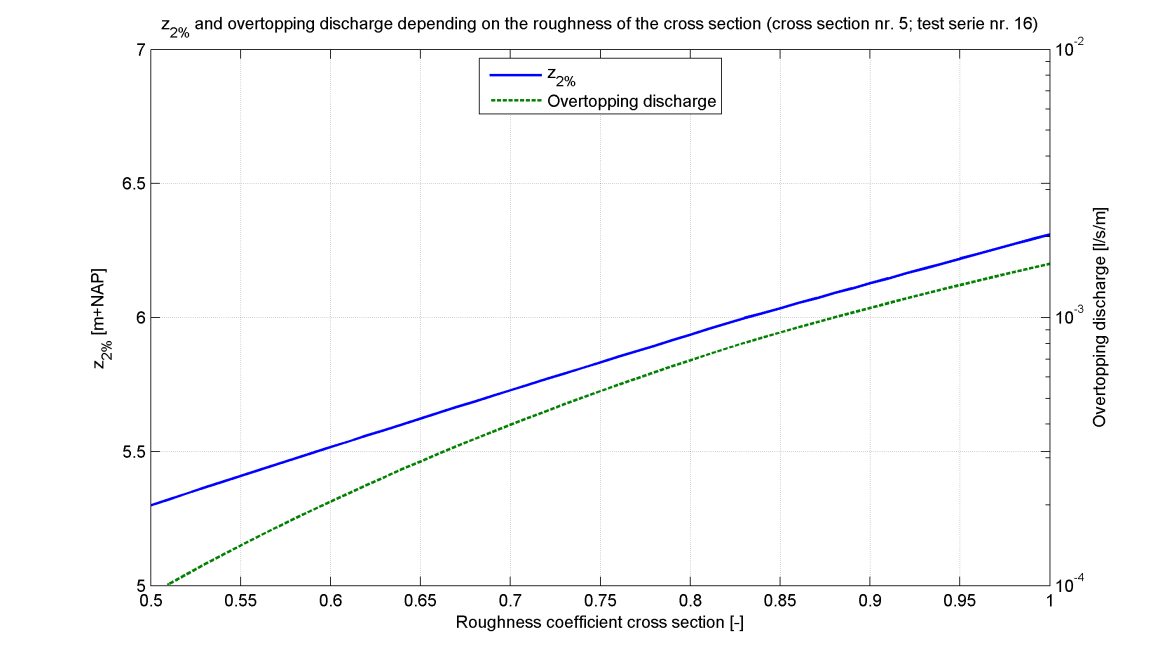 z2% and overtopping discharge depending on the roughness of the cross section (cross section nr. 5; test serie nr. 16)
z2%
Overtopping discharge
7
6.5
6
5.5
5
z2% [m+NAP]
10-2
10-3
10-4
Overtopping discharge [l/s/m]
0.5 0.55 0.6 0.65 0.7 0.75 0.8 0.85 0.9 0.95 1
Roughness coefficient cross section [-]